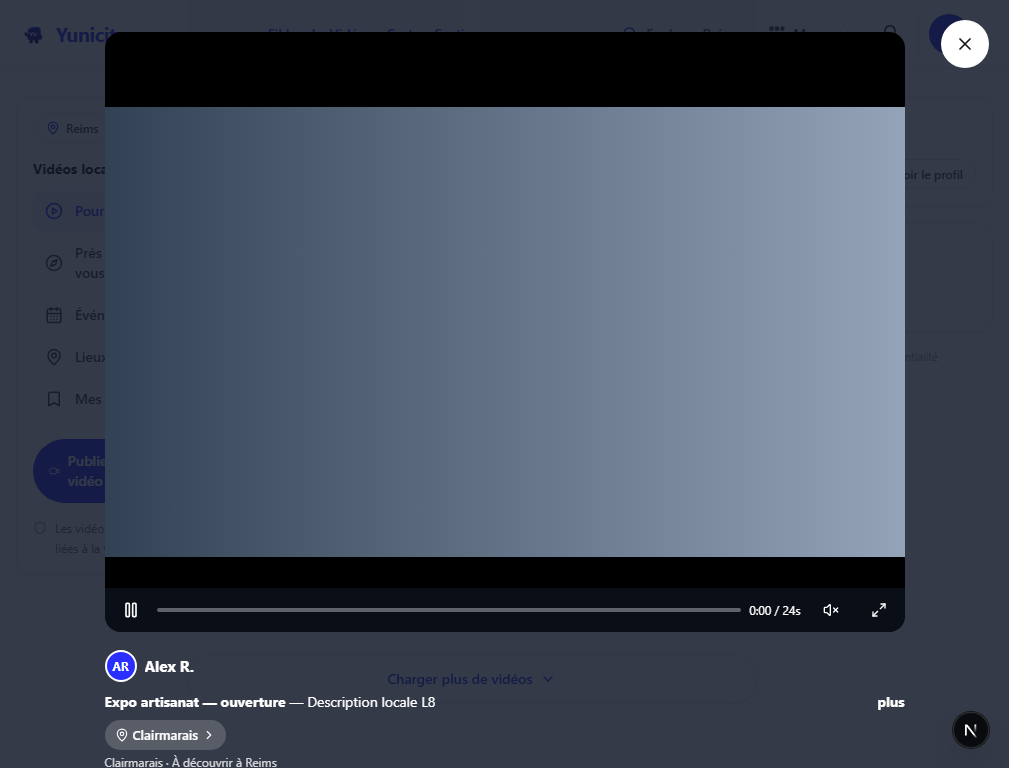 Yunicit
Reims
Vidéos loca
oir le profil
Pour
Près
vous
Évén
Lieux
Mes
Publie
vidéo
Les vidéo
liées à la
0:00 / 24s
AR Alex R.
Charger plus de vidéos
Expo artisanat — ouverture — Description locale L8
plus
Clairmarais
Clairmarais · À découvrir à Reims
N